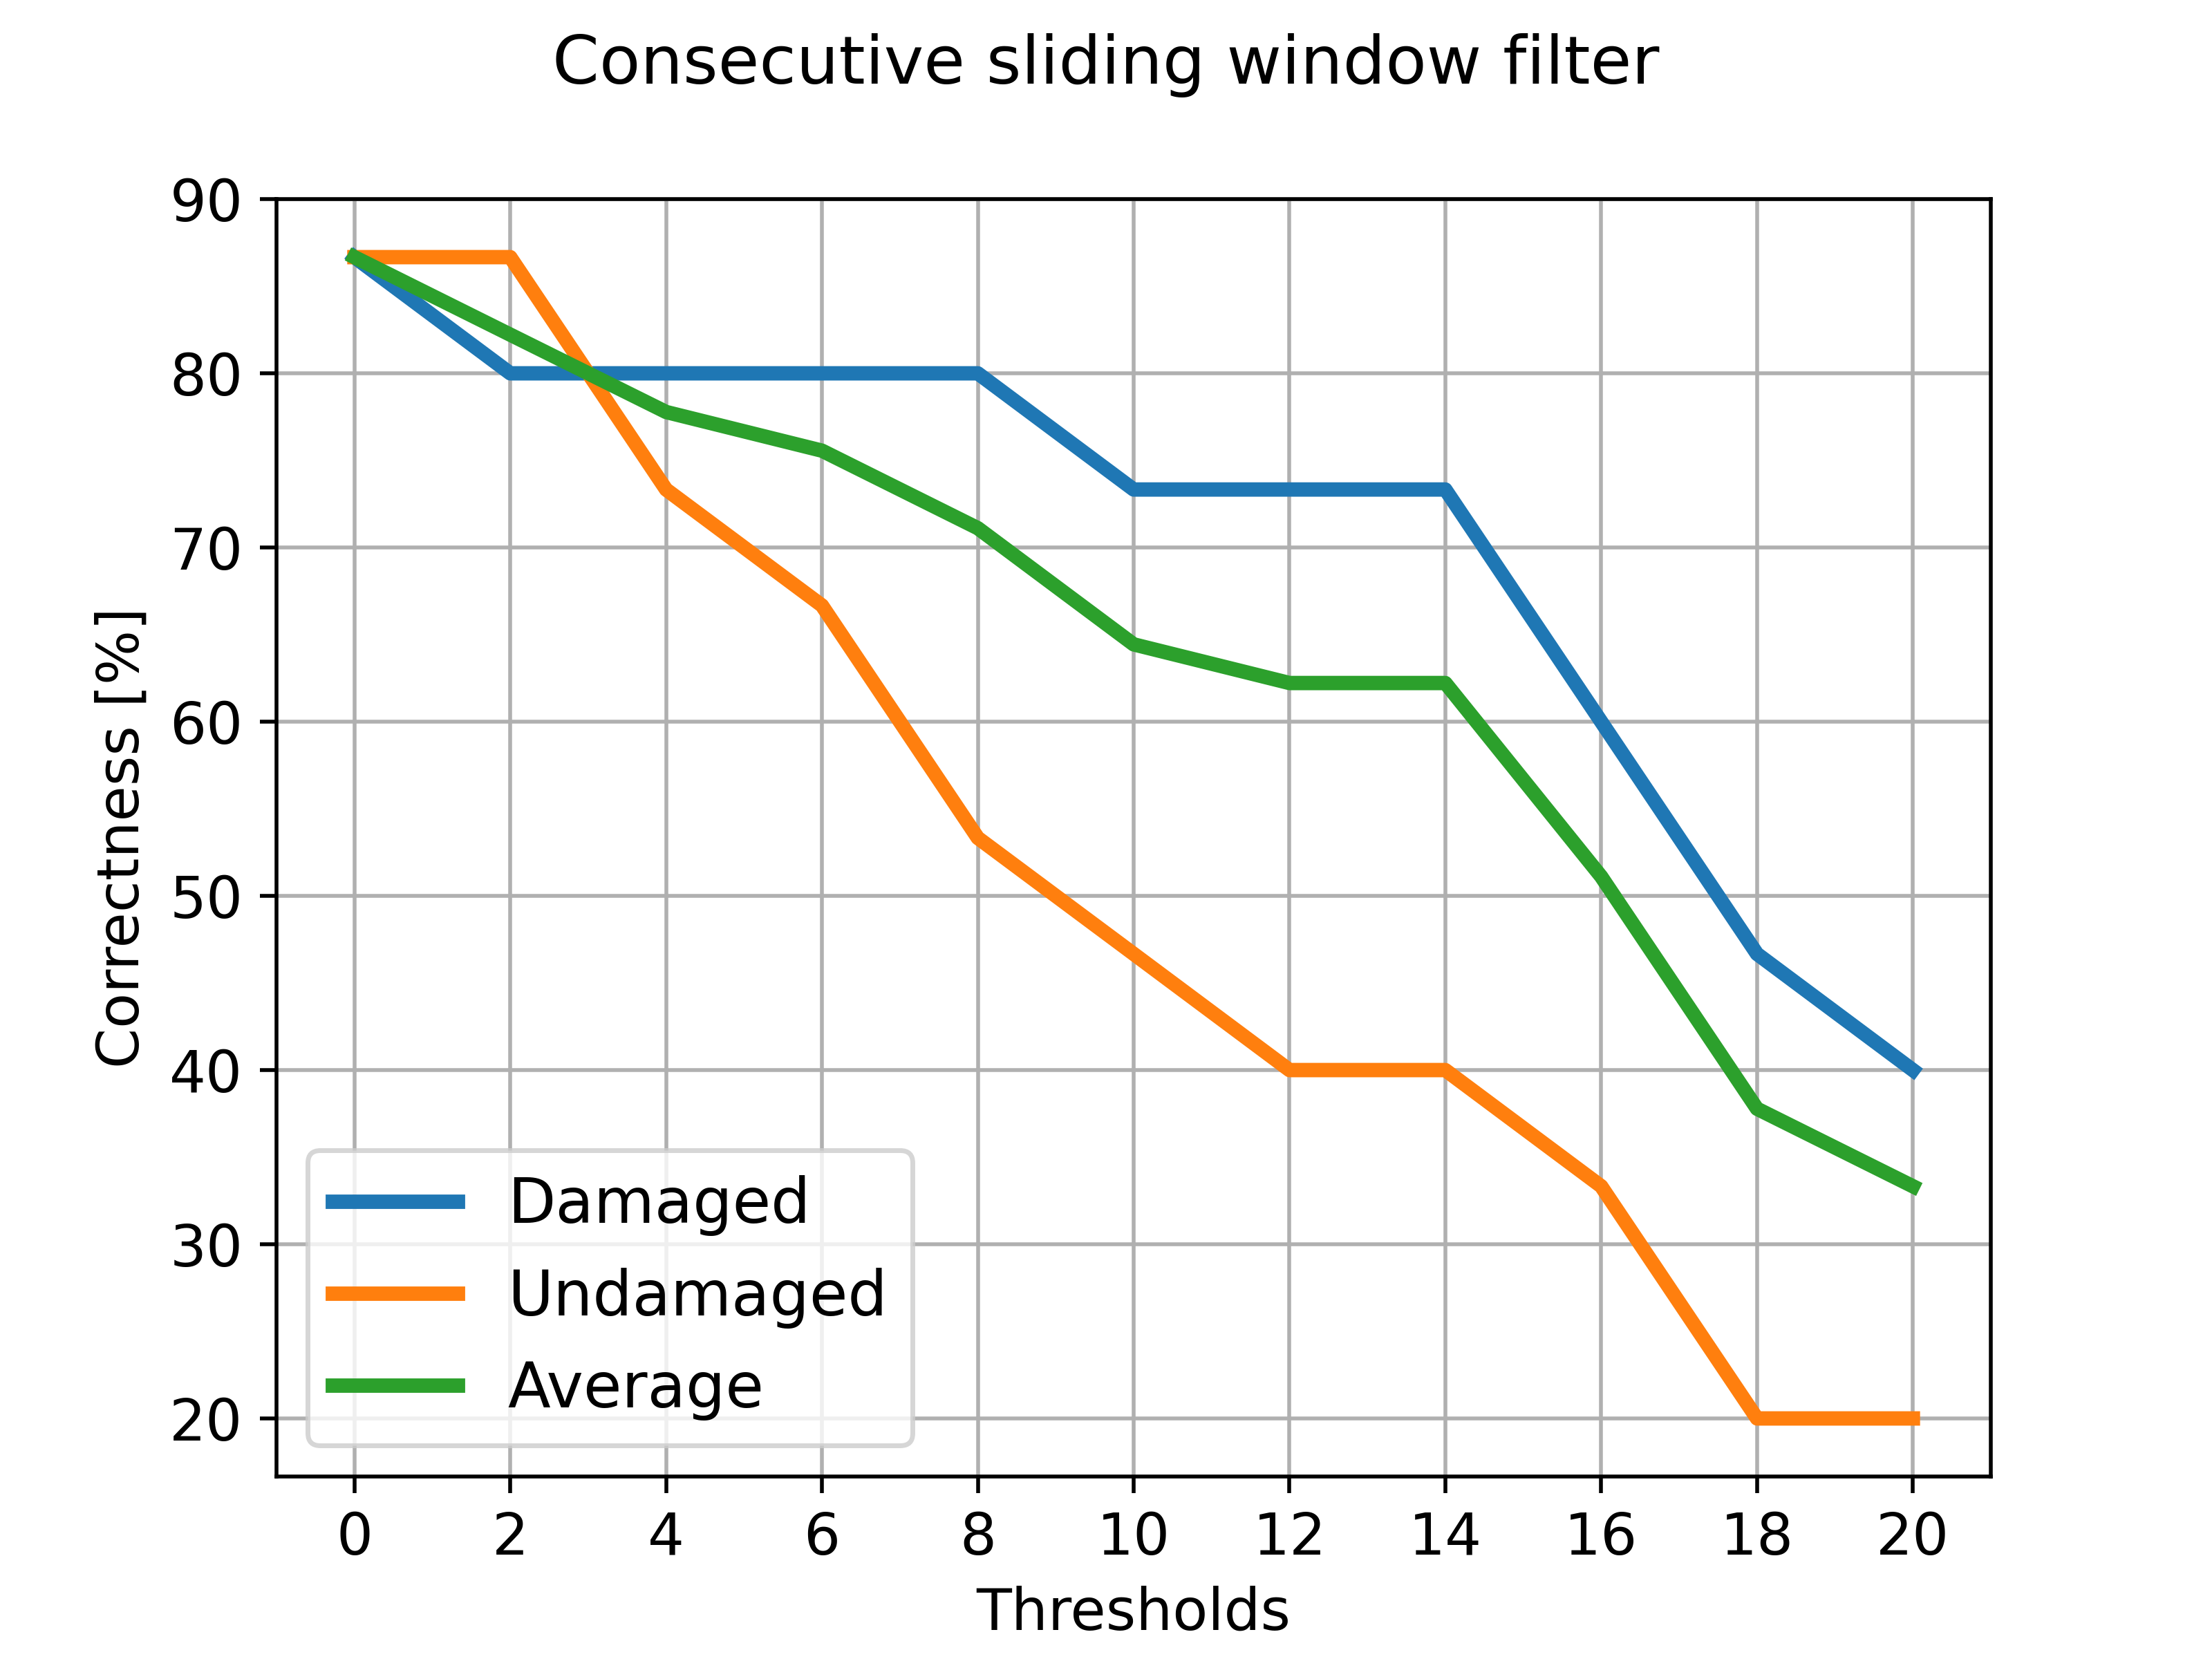 Consecutive sliding window filter
90
80
70
60
50
40
30
20
Correctness [%]
Damaged
Undamaged
Average
0 2 4 6 8 10 12 14 16 18 20
Thresholds